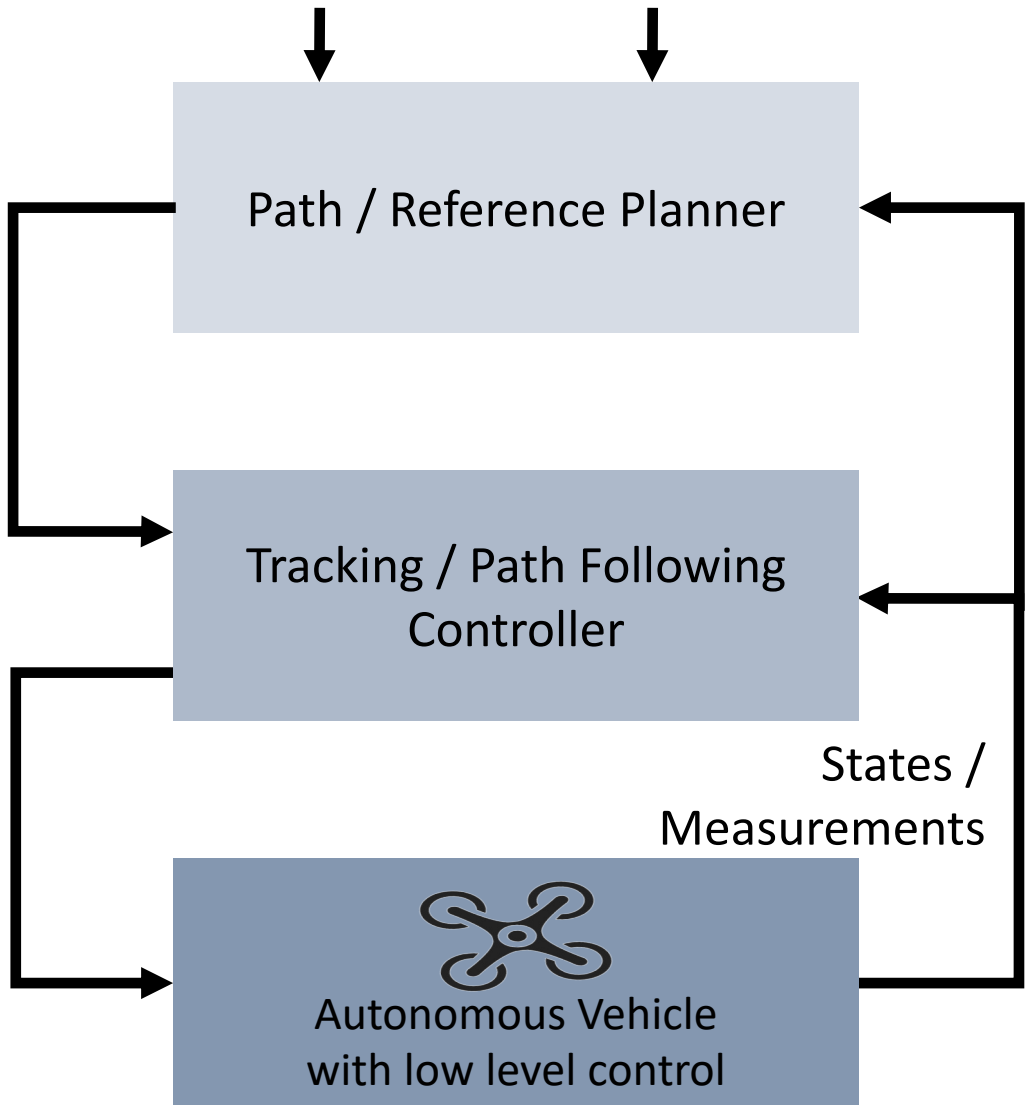 Path / Reference Planner
Tracking / Path Following
Controller
States /
Measurements
Autonomous Vehicle
with low level control